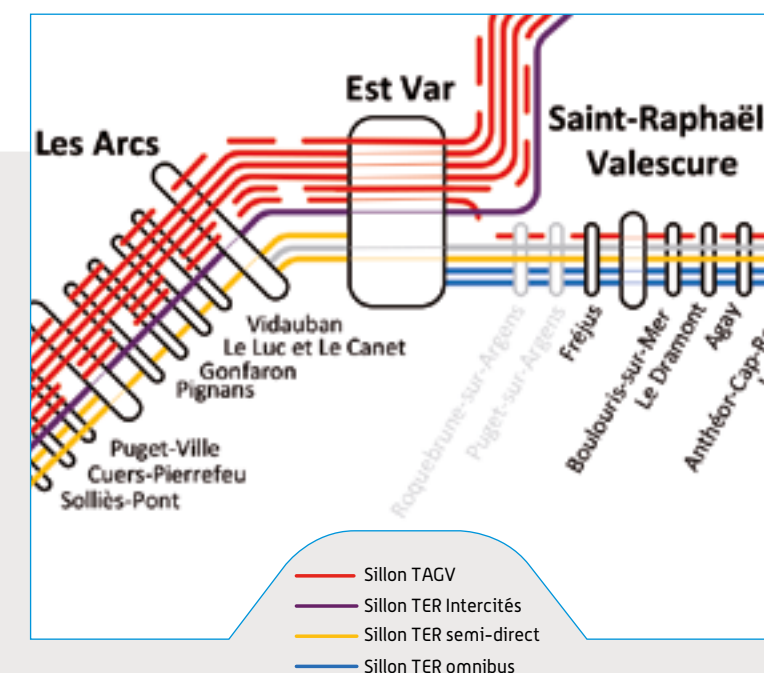 Est Var
Saint-Raphaël
Valescure
Les Arcs
Vidauban
Le Luc et Le Canet
Gonfaron
Pignans
Puget-Ville
Cuers-Pierrefeu
Solliès-Pont
Roquebrune-sur-Argens
Puget-sur-Argens
Fréjus
Boulouris-sur-Mer
Le Dramont
Agay
Anthéor-Cap-
Sillon TAGV
Sillon TER Intercités
Sillon TER semi-direct
Sillon TER omnibus